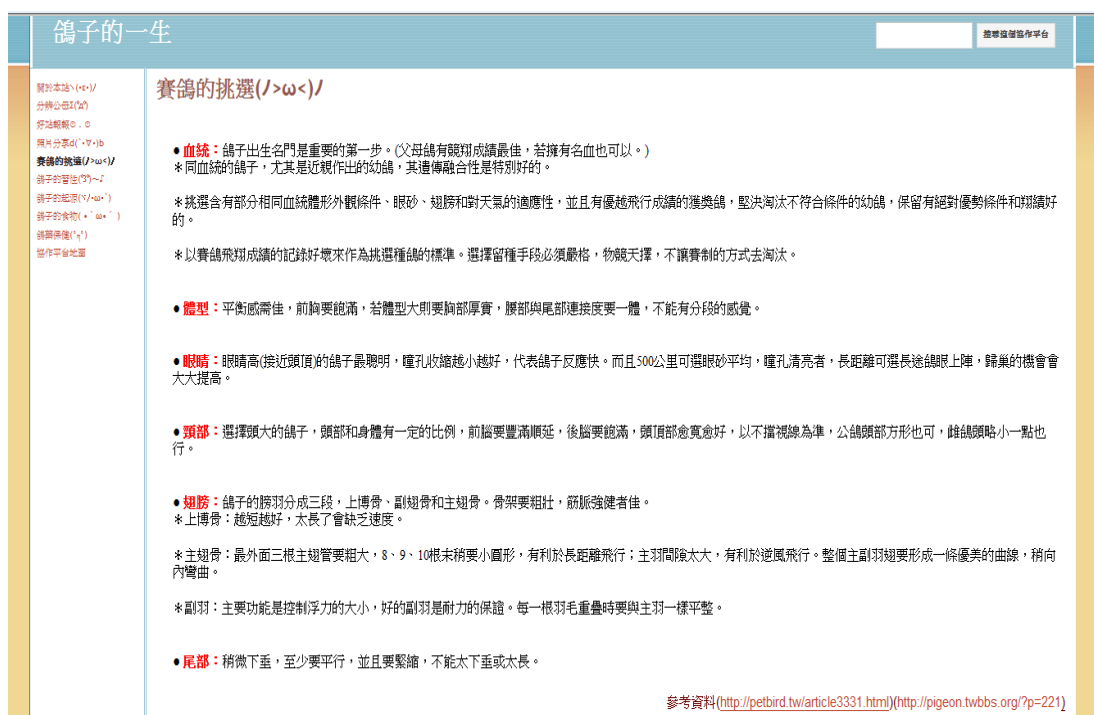 鴿子的一生
搜尋這個協作平台
關於本站ヽ(•ε•)/
分辨公母Σ(ﾟдﾟ)
好站報報⊙．⊙
照片分享d(`･∀･)b
賽鴿的挑選(ﾉ>ω<)ﾉ
鴿子的習性
鴿子的起源
鴿子的食物
鴿藥保健
協作平台地圖
賽鴿的挑選(ﾉ>ω<)ﾉ
●血統：鴿子出生名門是重要的第一步。(父母鴿有競翔成績最佳，若擁有名血也可以。)
＊同血統的鴿子，尤其是近親作出的幼鴿，其遺傳融合性是特別好的。
＊挑選含有部分相同血統體形外觀條件、眼砂、翅膀和對天氣的適應性，並且有優越飛行成績的獲獎鴿，堅決淘汰不符合條件的幼鴿，保留有絕對優勢條件和翔績好
的。
＊以賽鴿飛翔成績的記錄好壞來作為挑選種鴿的標準。選擇留種手段必須嚴格，物競天擇，不讓賽制的方式去淘汰。
●體型：平衡感需佳，前胸要飽滿，若體型大則要胸部厚實，腰部與尾部連接度要一體，不能有分段的感覺。
●眼睛：眼睛高(接近頭頂)的鴿子最聰明，瞳孔收縮越小越好，代表鴿子反應快。而且500公里可選眼砂平均，瞳孔清亮者，長距離可選長途鴿眼上陣，歸巢的機會會
大大提高。
●頸部：選擇頭大的鴿子，頭部和身體有一定的比例，前腦要豐滿順延，後腦要飽滿，頭頂部愈寬愈好，以不擋視線為準，公鴿頭部方形也可，雌鴿頭略小一點也
行。
●翅膀：鴿子的膀羽分成三段，上博骨、副翅骨和主翅骨。骨架要粗壯，筋脈強健者佳。
＊上博骨：越短越好，太長了會缺乏速度。
＊主翅骨：最外面三根主翅管要粗大，8、9、10根末稍要小圓形，有利於長距離飛行；主羽間隙太大，有利於逆風飛行。整個主副羽翅要形成一條優美的曲線，稍向
內彎曲。
＊副羽：主要功能是控制浮力的大小，好的副羽是耐力的保證。每一根羽毛重疊時要與主羽一樣平整。
●尾部：稍微下垂，至少要平行，並且要緊縮，不能太下垂或太長。
參考資料(http://petbird.tw/article3331.html)(http://pigeon.twbbs.org/?p=221)